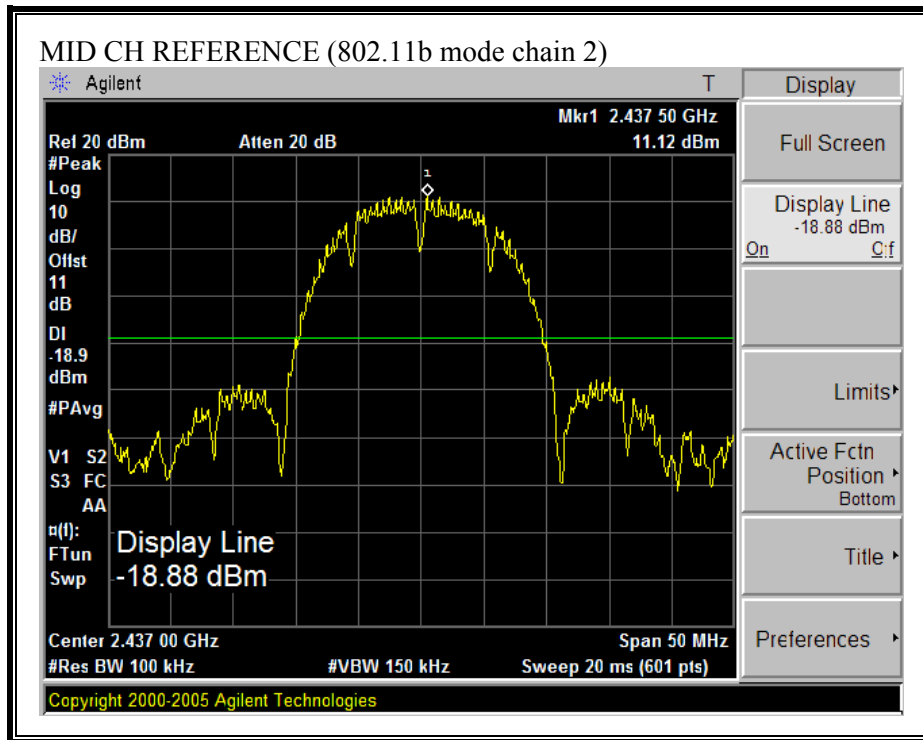 MID CH REFERENCE (802.11b mode chain 2)
Agilent T
Mkr1 2.437 50 GHz
Ref 20 dBm Atten 20 dB 11.12 dBm
#Peak
Log
10
dB/
Offst
11
dB
DI
-18.9
dBm
#PAvg
V1 S2
S3 FC
AA
¤(f):
FTun
Swp
1
Display Line
-18.88 dBm
Center 2.437 00 GHz Span 50 MHz
#Res BW 100 kHz #VBW 150 kHz Sweep 20 ms (601 pts)
Copyright 2000-2005 Agilent Technologies
Display
Full Screen
Display Line
-18.88 dBm
On Off
Limits
Active Fctn
Position
Bottom
Title
Preferences